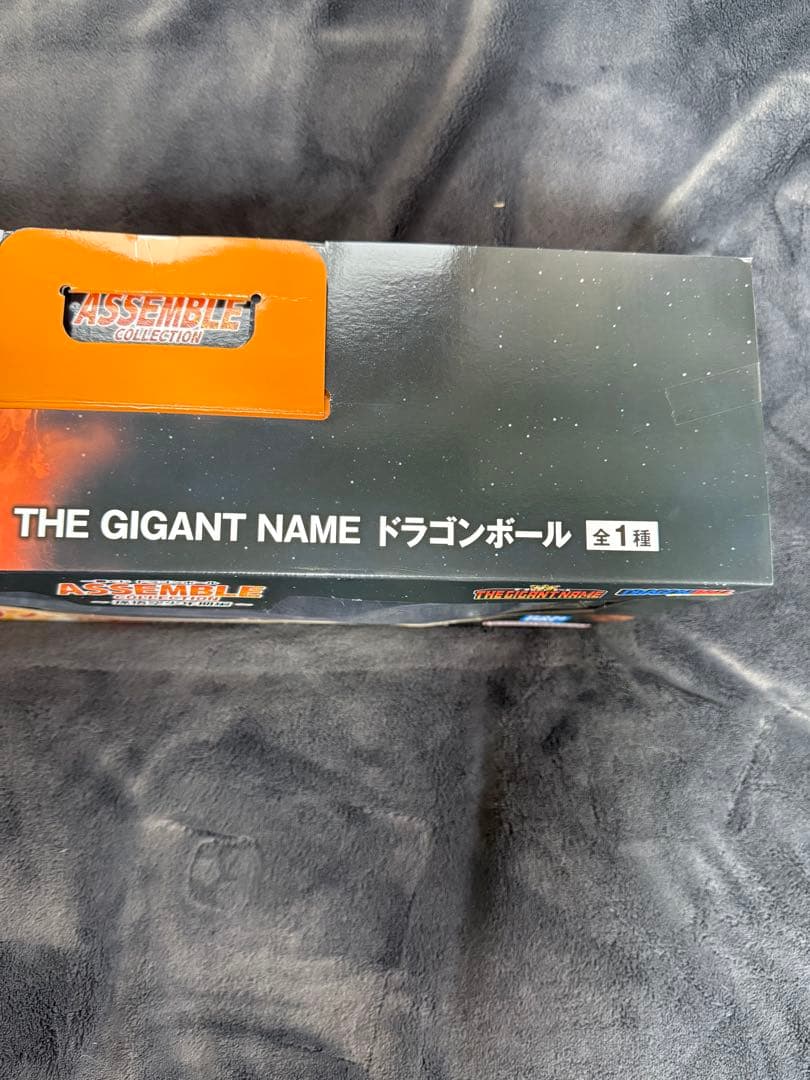 ASSEMBLE
COLLECTION
THE GIGANT NAME ドラゴンボール 全1種
ASSEMBLE
COLLECTION
THE GIGANT NAME